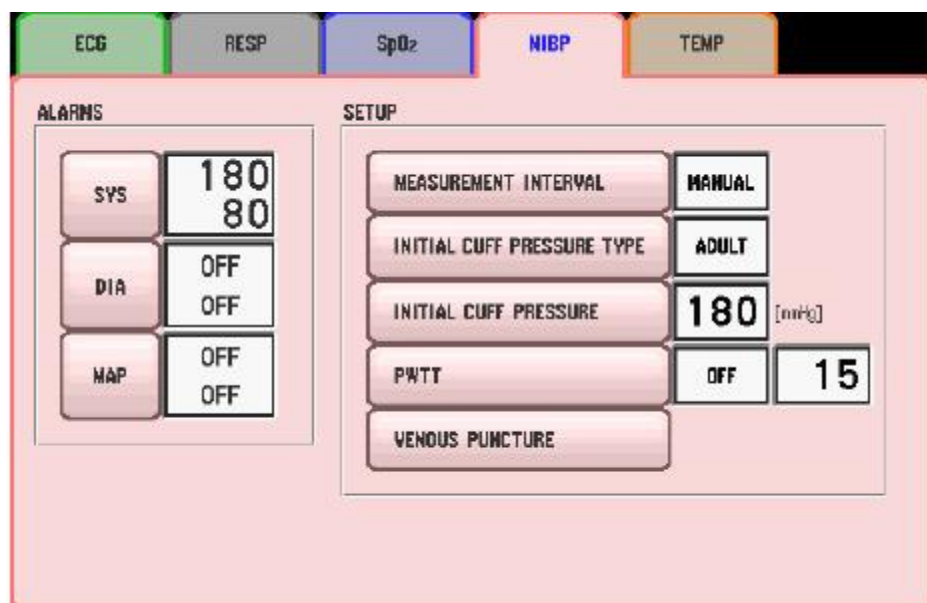 ECG RESP SpO₂ NIBP TEMP
ALARMS
SYS 180
80
DIA OFF
OFF
MAP OFF
OFF
SETUP
MEASUREMENT INTERVAL MANUAL
INITIAL CUFF PRESSURE TYPE ADULT
INITIAL CUFF PRESSURE 180 [mmHg]
PWTT OFF 15
VENOUS PUNCTURE